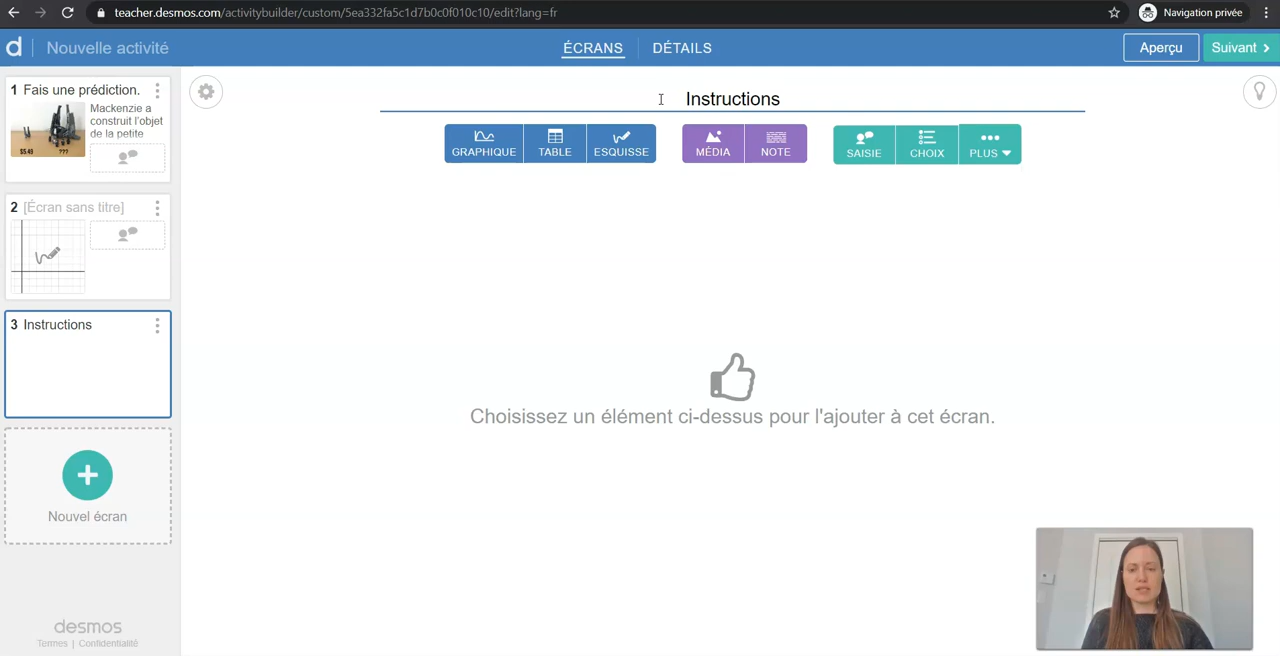 teacher.desmos.com/activitybuilder/custom/5ea332fa5c1d7b0c0f010c10/edit?lang=fr
Navigation privée
d Nouvelle activité
ÉCRANS
DÉTAILS
Aperçu
Suivant >
1 Fais une prédiction.
Mackenzie a
construit l'objet
de la petite
$5.49 ???
2 [Écran sans titre]
3 Instructions
Nouvel écran
desmos
Termes | Confidentialité
Instructions
GRAPHIQUE
TABLE
ESQUISSE
MÉDIA
NOTE
SAISIE
CHOIX
PLUS
Choisissez un élément ci-dessus pour l'ajouter à cet écran.